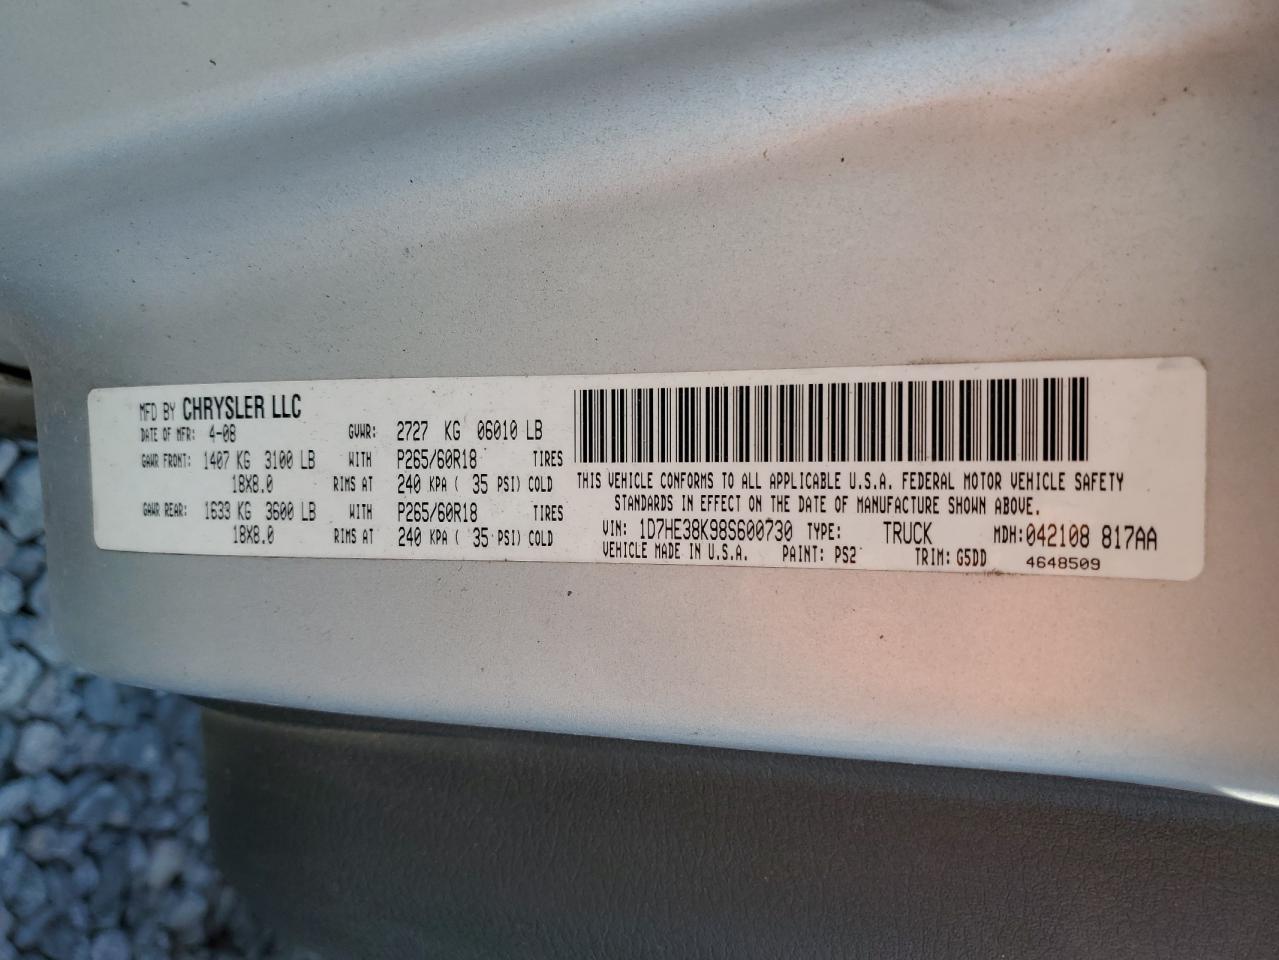 MFD BY CHRYSLER LLC
DATE OF MFR: 4-08 GVWR: 2727 KG 06010 LB
GAWR FRONT: 1407 KG 3100 LB WITH P265/60R18 TIRES
18X8.0 RIMS AT 240 KPA ( 35 PSI) COLD
GAWR REAR: 1633 KG 3600 LB WITH P265/60R18 TIRES
18X8.0 RIMS AT 240 KPA ( 35 PSI) COLD
THIS VEHICLE CONFORMS TO ALL APPLICABLE U.S.A. FEDERAL MOTOR VEHICLE SAFETY
STANDARDS IN EFFECT ON THE DATE OF MANUFACTURE SHOWN ABOVE.
VIN: 1D7HE38K98S600730 TYPE: TRUCK MDH:042108 817AA
VEHICLE MADE IN U.S.A. PAINT: PS2 TRIM: G5DD 4648509